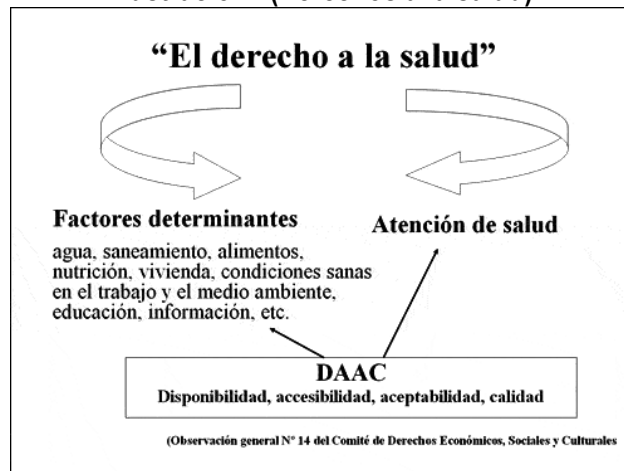 “El derecho a la salud”
Factores determinantes
agua, saneamiento, alimentos,
nutrición, vivienda, condiciones sanas
en el trabajo y el medio ambiente,
educación, información, etc.
Atención de salud
DAAC
Disponibilidad, accesibilidad, aceptabilidad, calidad
(Observación general Nº 14 del Comité de Derechos Económicos, Sociales y Culturales